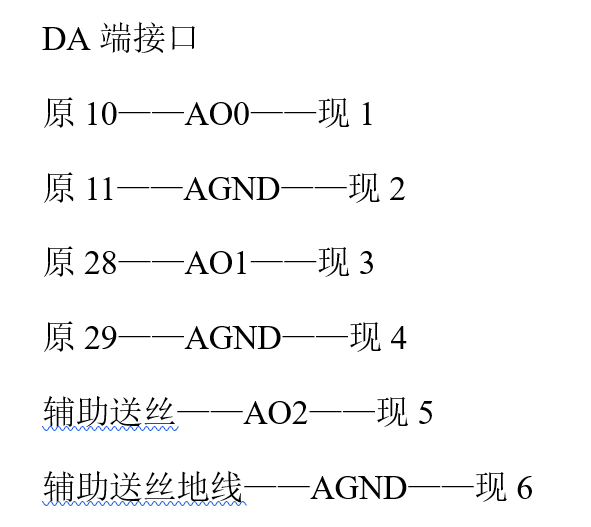 DA 端接口
原 10——AO0——现 1
原 11——AGND——现 2
原 28——AO1——现 3
原 29——AGND——现 4
辅助送丝——AO2——现 5
辅助送丝地线——AGND——现 6